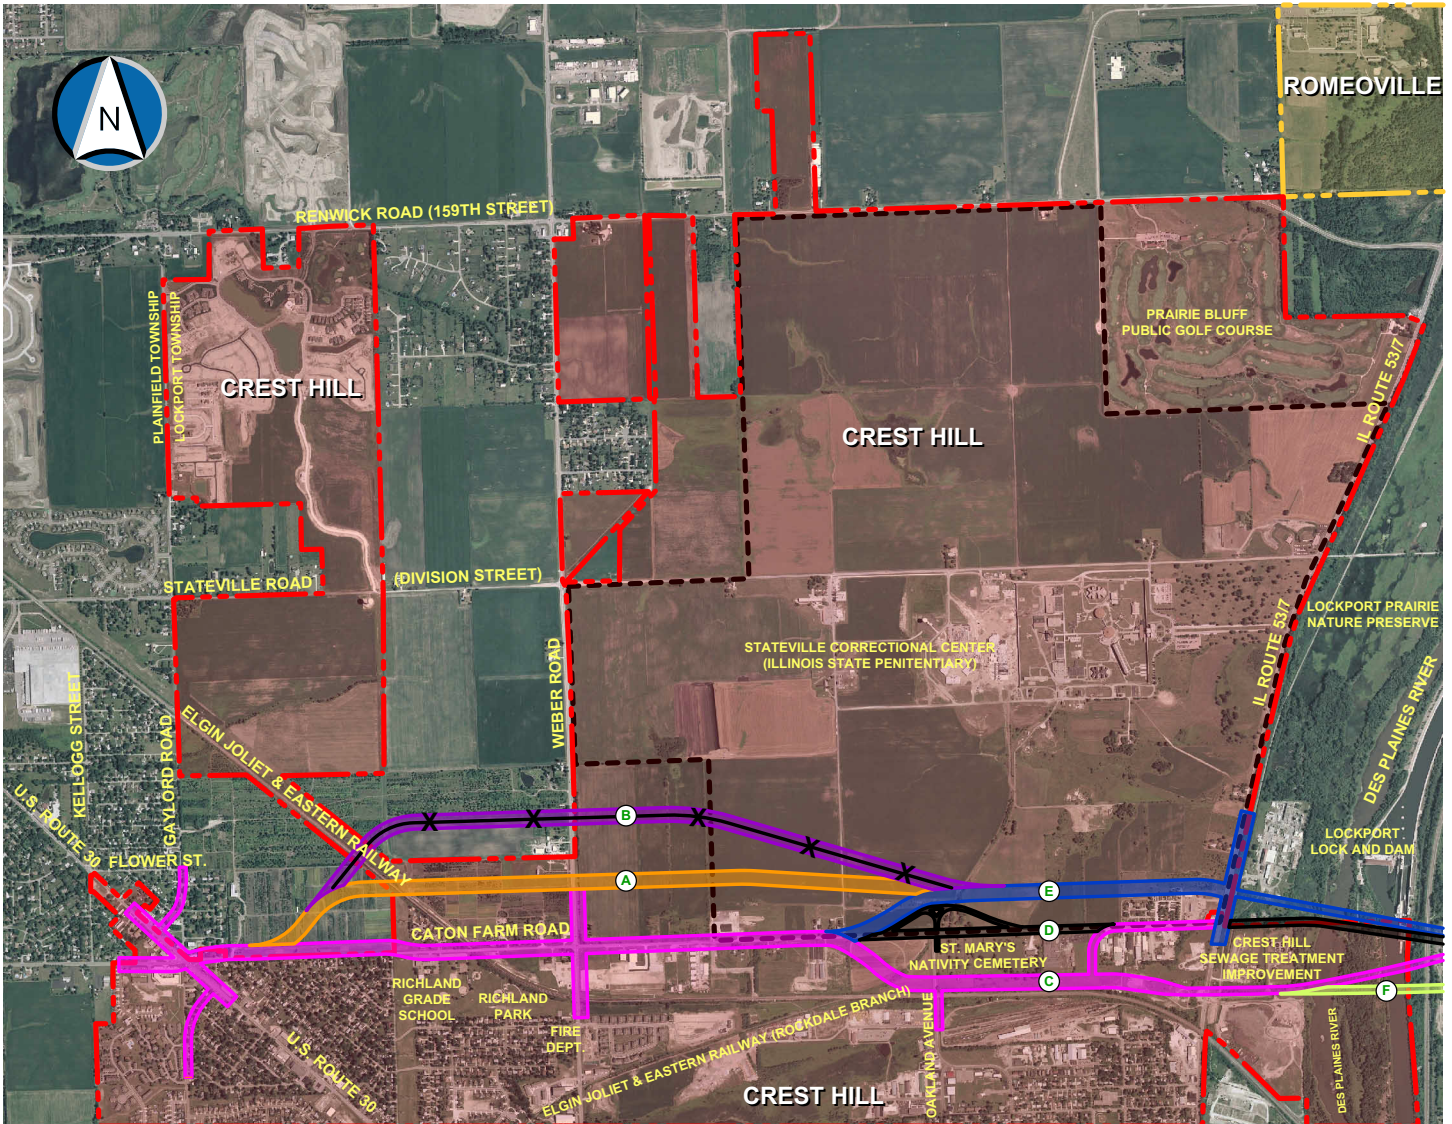 N
ROMEOVILLE
RENWICK ROAD (159TH STREET)
PLAINFIELD TOWNSHIP
LOCKPORT TOWNSHIP
PRAIRIE BLUFF
PUBLIC GOLF COURSE
IL ROUTE 53/7
CREST HILL
CREST HILL
STATEVILLE ROAD
(DIVISION STREET)
LOCKPORT PRAIRIE
NATURE PRESERVE
STATEVILLE CORRECTIONAL CENTER
(ILLINOIS STATE PENITENTIARY)
IL ROUTE 53/7
WEBER ROAD
KELLOGG STREET
GAYLORD ROAD
ELGIN JOLIET & EASTERN RAILWAY
DES PLAINES RIVER
U.S. ROUTE 30
FLOWER ST.
X
X
B
X
X
X
LOCKPORT
LOCK AND DAM
A
E
CATON FARM ROAD
D
ST. MARY'S
NATIVITY CEMETERY
CREST HILL
SEWAGE TREATMENT
IMPROVEMENT
C
F
RICHLAND
GRADE
SCHOOL
RICHLAND
PARK
FIRE
DEPT.
ELGIN JOLIET & EASTERN RAILWAY (ROCKDALE BRANCH)
OAKLAND AVENUE
U.S. ROUTE 30
DES PLAINES RIVER
CREST HILL